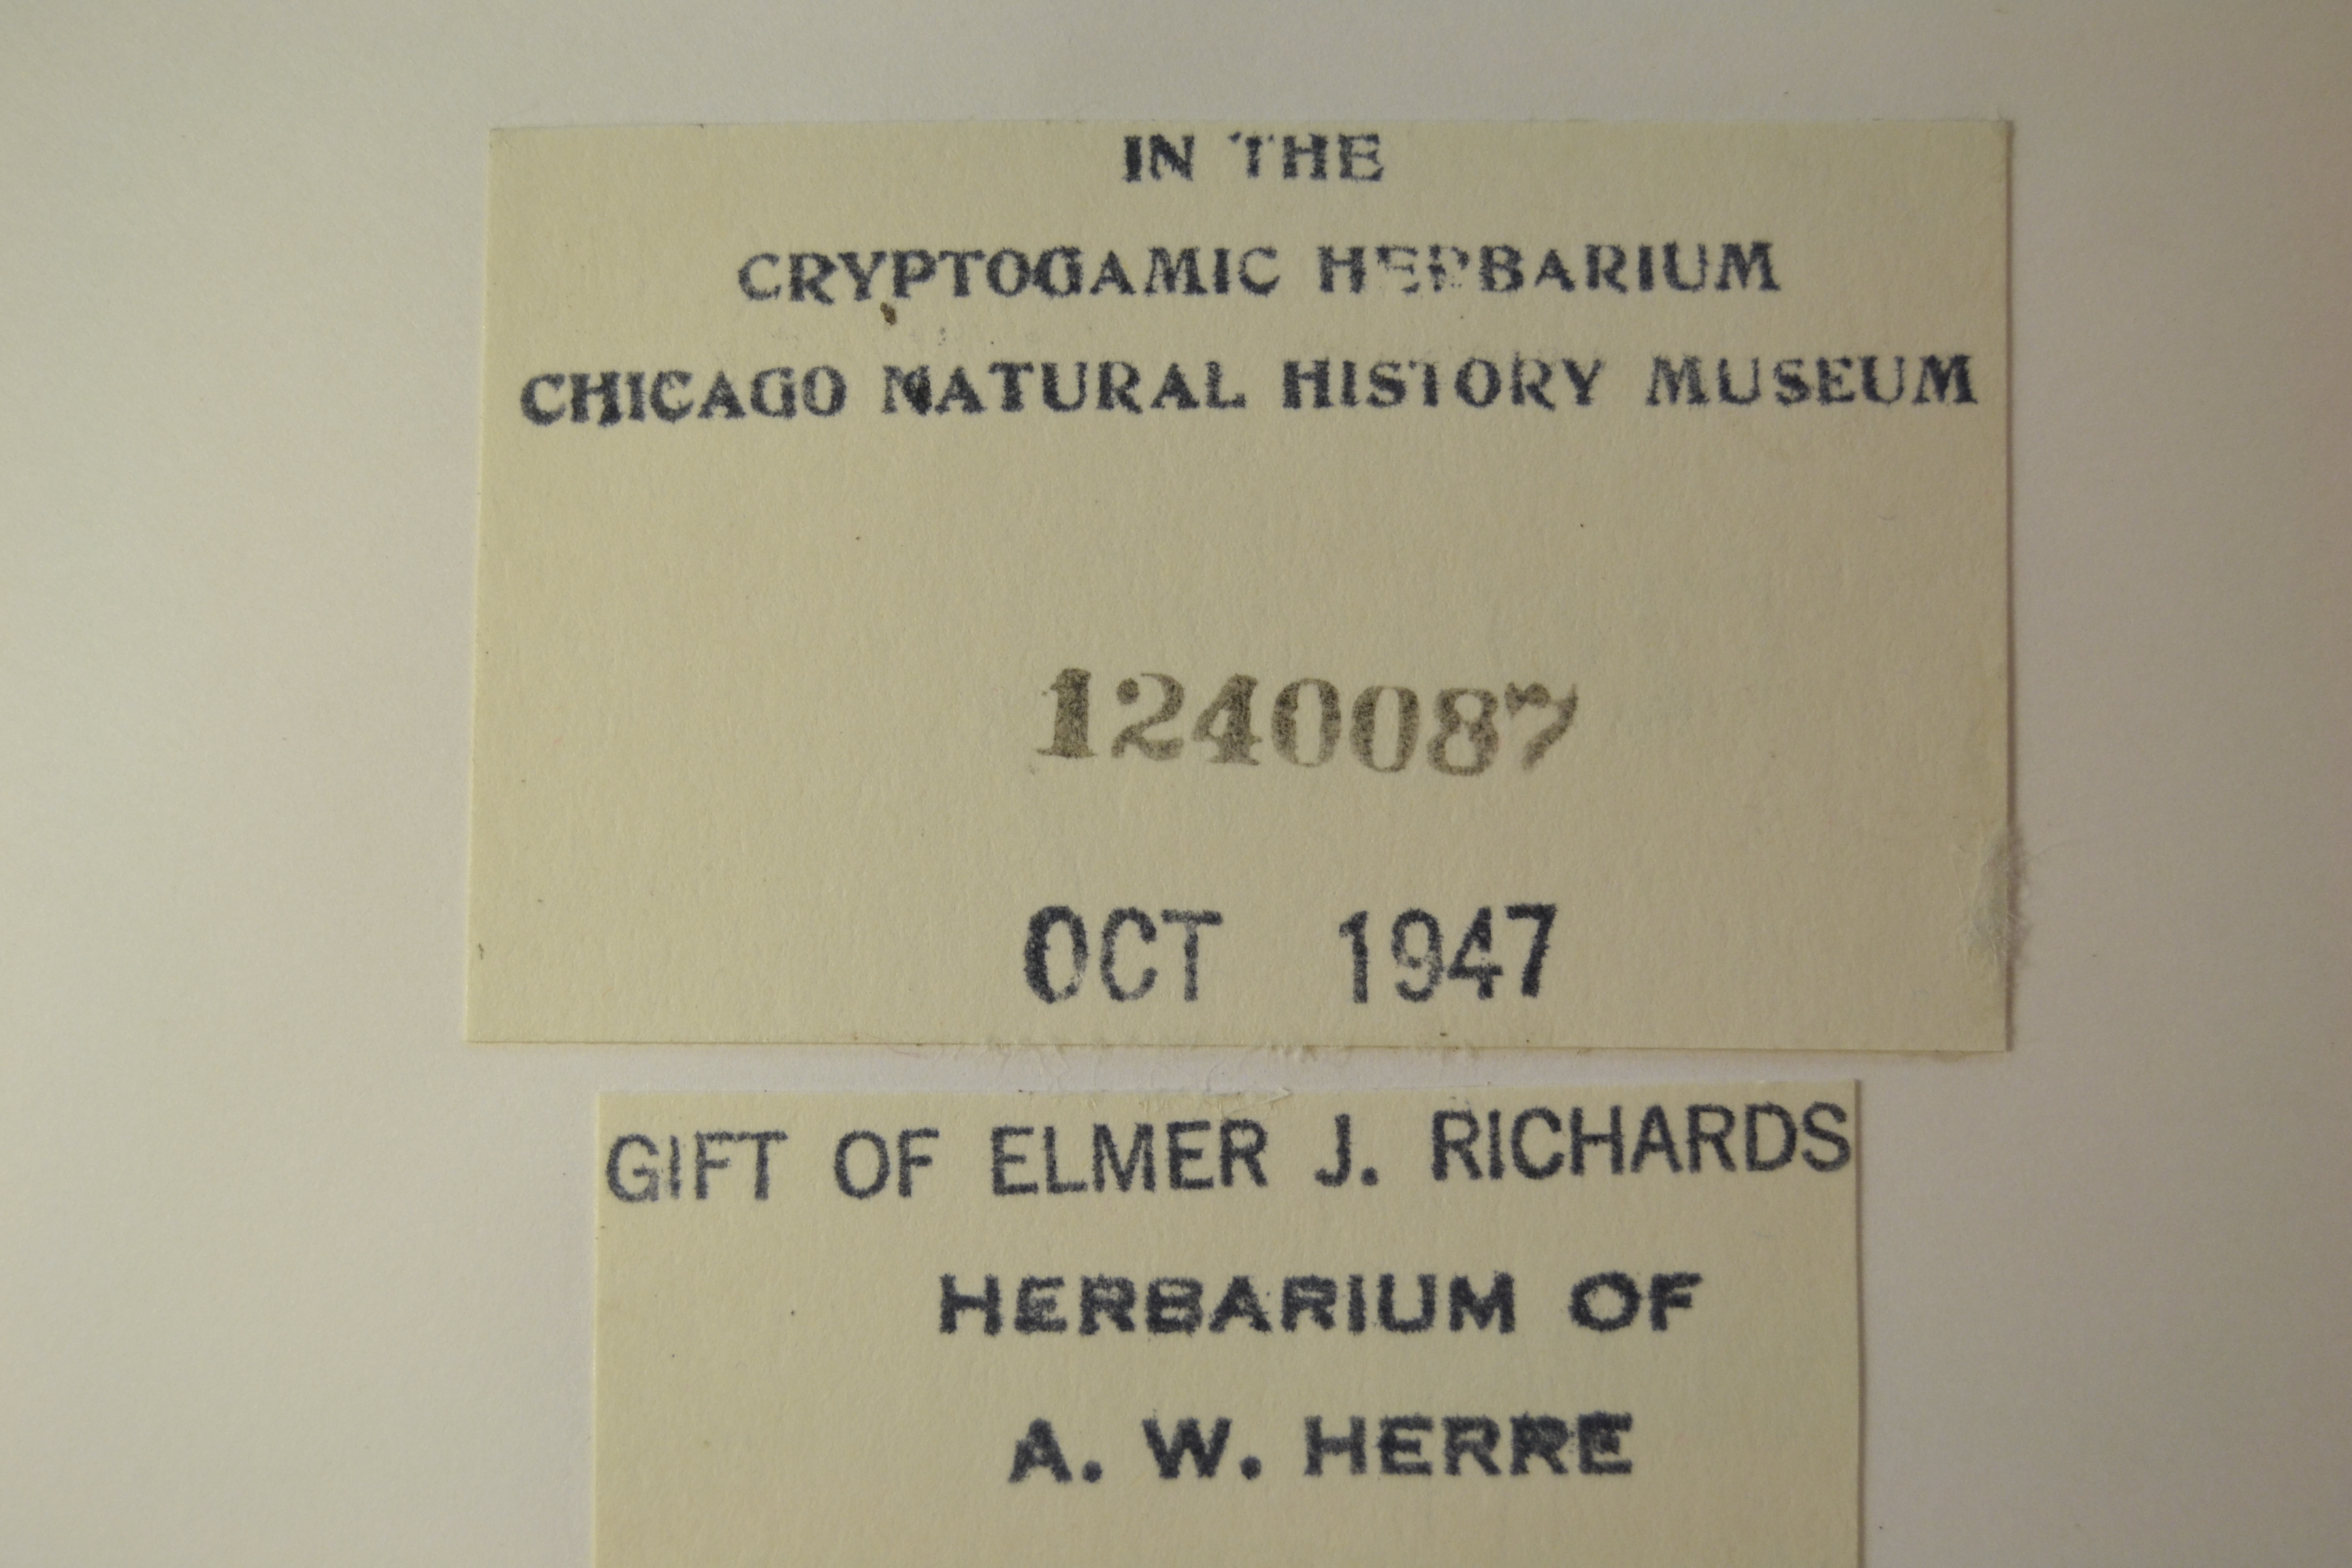 IN THE
CRYPTOGAMIC HERBARIUM
CHICAGO NATURAL HISTORY MUSEUM
1240087
OCT 1947
GIFT OF ELMER J. RICHARDS
HERBARIUM OF
A. W. HERRE